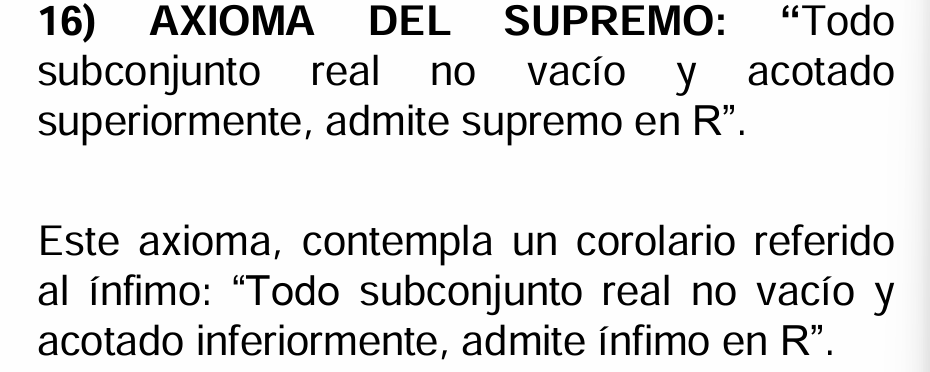 16) AXIOMA DEL SUPREMO: “Todo
subconjunto real no vacío y acotado
superiormente, admite supremo en R”.
Este axioma, contempla un corolario referido
al ínfimo: “Todo subconjunto real no vacío y
acotado inferiormente, admite ínfimo en R”.